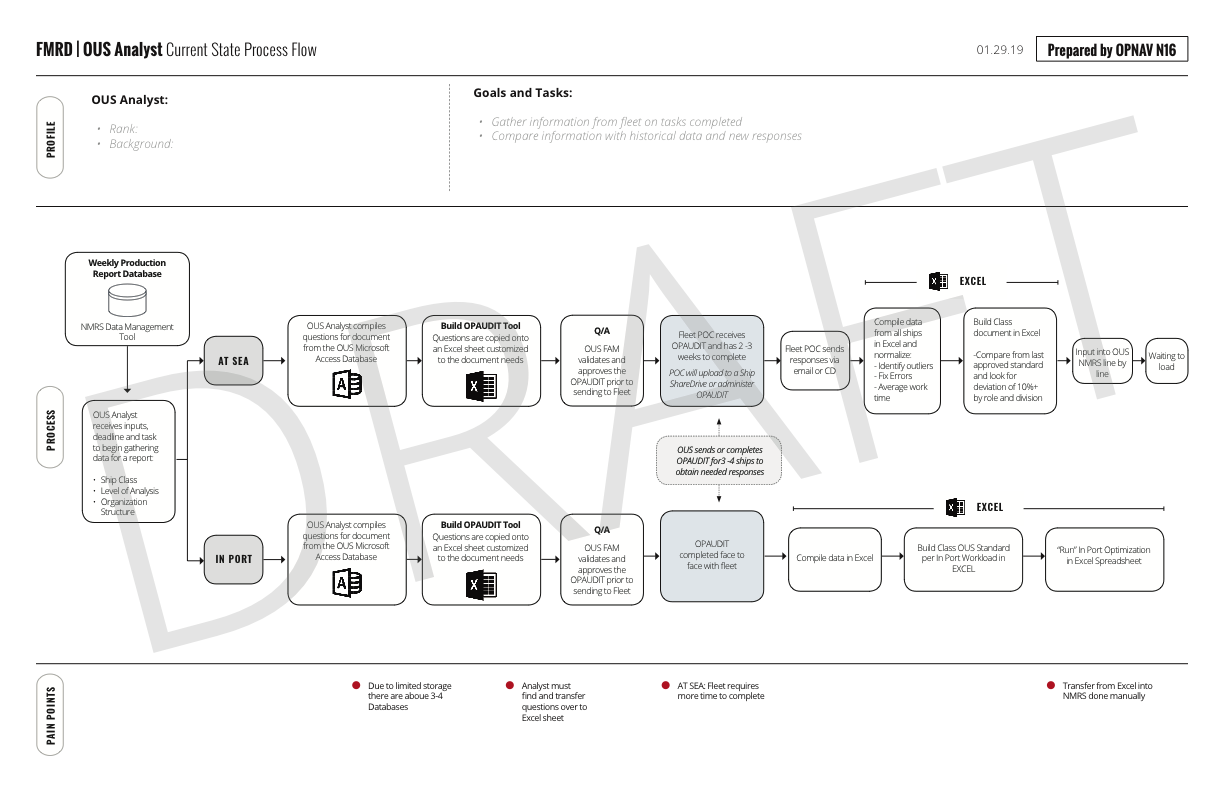 FMRD | OUS Analyst Current State Process Flow
01.29.19
Prepared by OPNAV N16
PROFILE
OUS Analyst:
• Rank:
• Background:
Goals and Tasks:
• Gather information from fleet on tasks completed
• Compare information with historical data and new responses
DRAFT
PROCESS
Weekly Production
Report Database
NMRS Data Management
Tool
OUS Analyst
receives inputs,
deadline and task
to begin gathering
data for a report:
• Ship Class
• Level of Analysis
• Organization
Structure
AT SEA
OUS Analyst compiles
questions for document
from the OUS Microsoft
Access Database
A
Build OPAUDIT Tool
Questions are copied onto
an Excel sheet customized
to the document needs
X
Q/A
OUS FAM
validates and
approves the
OPAUDIT prior to
sending to Fleet
Fleet POC receives
OPAUDIT and has 2 -3
weeks to complete
POC will upload to a Ship
ShareDrive or administer
OPAUDIT
Fleet POC sends
responses via
email or CD
X
EXCEL
Compile data
from all ships
in Excel and
normalize:
- Identify outliers
- Fix Errors
- Average work
time
Build Class
document in Excel
-Compare from last
approved standard
and look for
deviation of 10%+
by role and division
Input into OUS
NMRS line by
line
Waiting to
load
OUS sends or completes
OPAUDIT for3 -4 ships to
obtain needed responses
IN PORT
OUS Analyst compiles
questions for document
from the OUS Microsoft
Access Database
A
Build OPAUDIT Tool
Questions are copied onto
an Excel sheet customized
to the document needs
X
Q/A
OUS FAM
validates and
approves the
OPAUDIT prior to
sending to Fleet
OPAUDIT
completed face to
face with fleet
X
EXCEL
Compile data in Excel
Build Class OUS Standard
per In Port Workload in
EXCEL
“Run” In Port Optimization
in Excel Spreadsheet
PAIN POINTS
Due to limited storage
there are aboue 3-4
Databases
Analyst must
find and transfer
questions over to
Excel sheet
AT SEA: Fleet requires
more time to complete
Transfer from Excel into
NMRS done manually